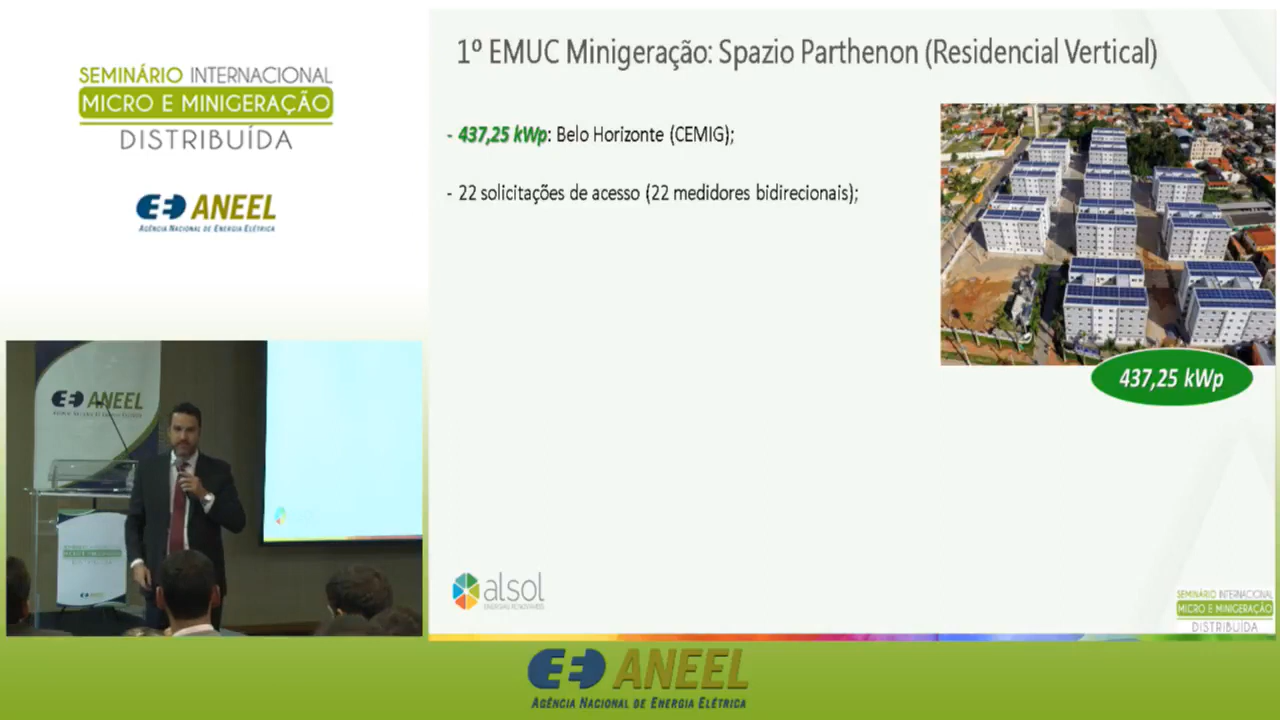 SEMINÁRIO INTERNACIONAL
MICRO E MINIGERAÇÃO
DISTRIBUÍDA
ANEEL
AGÊNCIA NACIONAL DE ENERGIA ELÉTRICA
1º EMUC Minigeração: Spazio Parthenon (Residencial Vertical)
- 437,25 kWp: Belo Horizonte (CEMIG);
- 22 solicitações de acesso (22 medidores bidirecionais);
437,25 kWp
ANEEL
alsol
ENERGIAS RENOVÁVEIS
SEMINÁRIO INTERNACIONAL
MICRO E MINIGERAÇÃO
DISTRIBUÍDA
ANEEL
AGÊNCIA NACIONAL DE ENERGIA ELÉTRICA